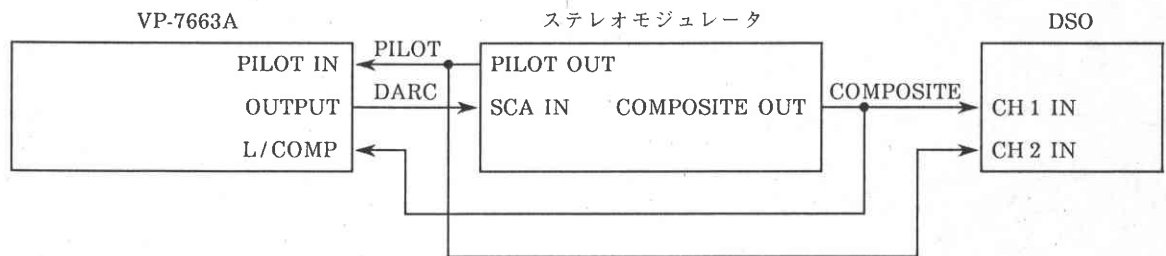 VP-7663A
ステレオモジュレータ
DSO
PILOT IN
PILOT
PILOT OUT
OUTPUT
DARC
SCA IN
COMPOSITE OUT
COMPOSITE
CH 1 IN
L/COMP
CH 2 IN